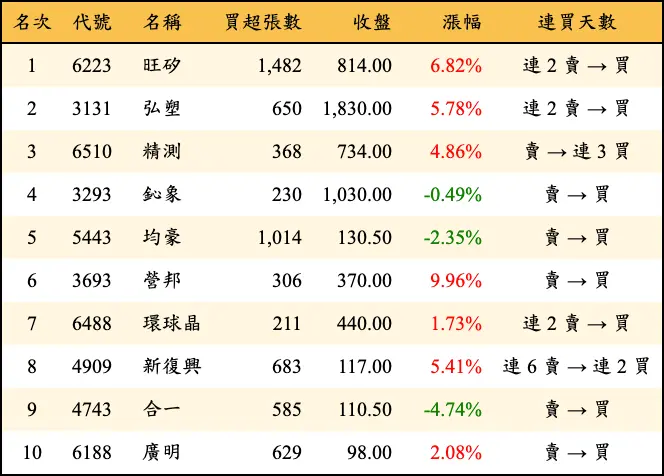 名次 代號 名稱 買超張數 收盤 漲幅 連買天數
1 6223 旺矽 1,482 814.00 6.82% 連 2 賣 → 買
2 3131 弘塑 650 1,830.00 5.78% 連 2 賣 → 買
3 6510 精測 368 734.00 4.86% 賣 → 連 3 買
4 3293 鈊象 230 1,030.00 -0.49% 賣 → 買
5 5443 均豪 1,014 130.50 -2.35% 賣 → 買
6 3693 營邦 306 370.00 9.96% 賣 → 買
7 6488 環球晶 211 440.00 1.73% 連 2 賣 → 買
8 4909 新復興 683 117.00 5.41% 連 6 賣 → 連 2 買
9 4743 合一 585 110.50 -4.74% 賣 → 買
10 6188 廣明 629 98.00 2.08% 賣 → 買